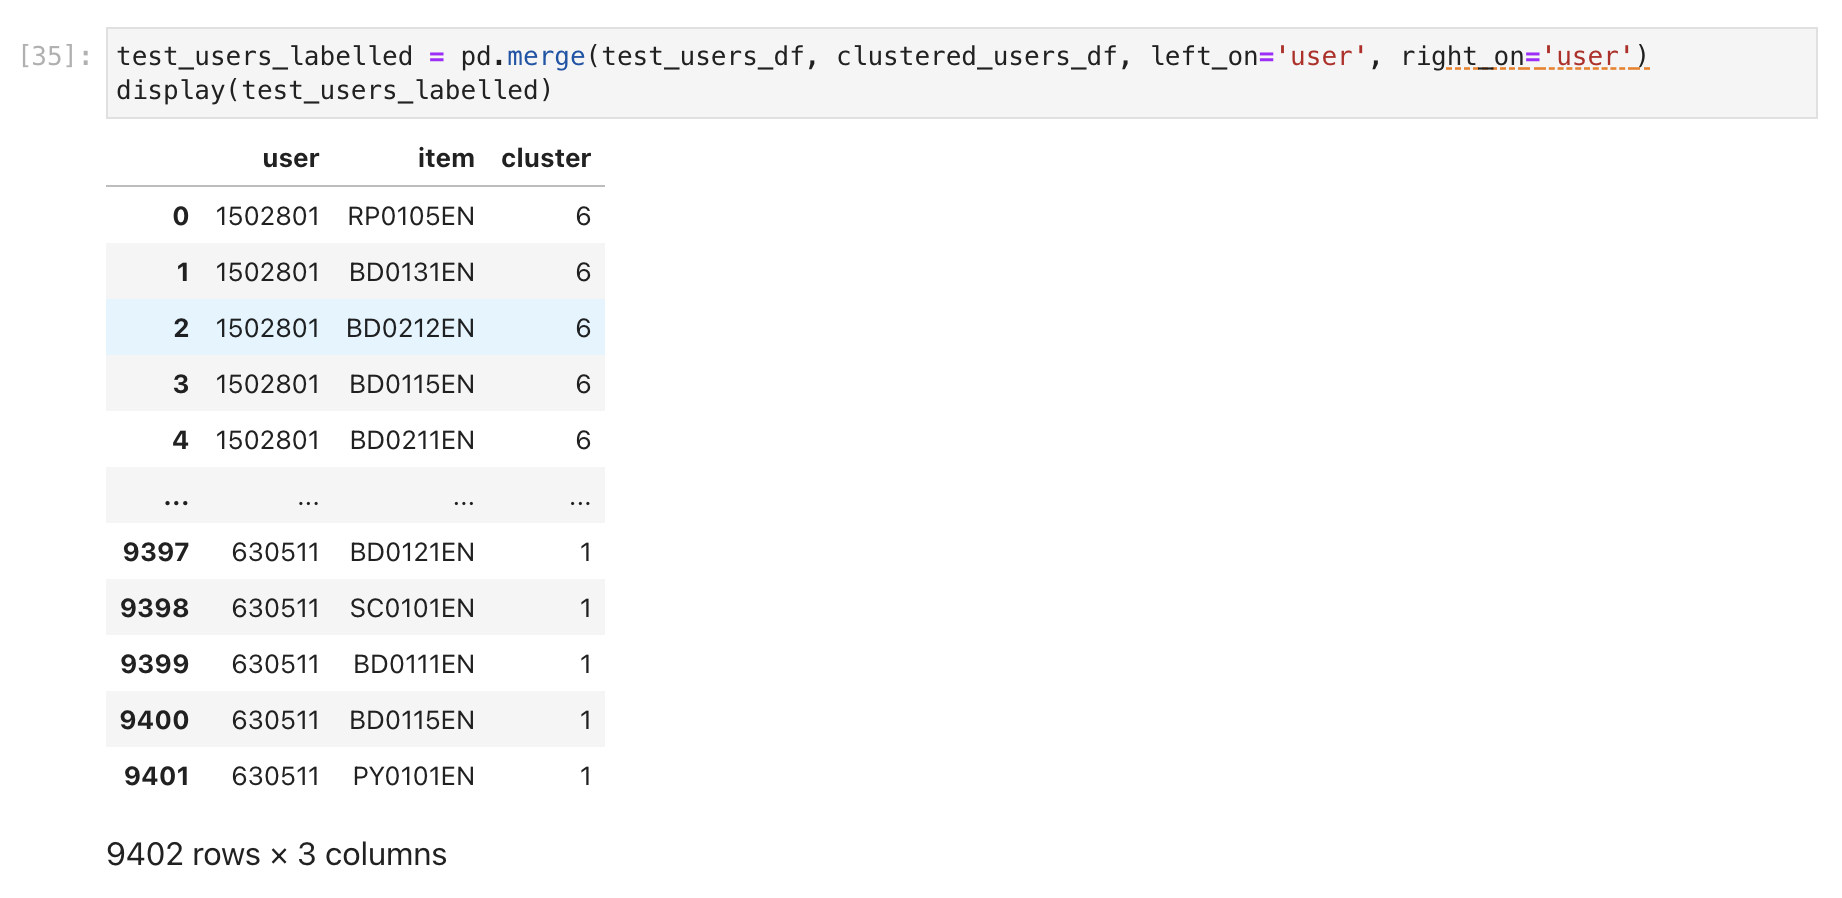 [35]: test_users_labelled = pd.merge(test_users_df, clustered_users_df, left_on='user', right_on='user')
display(test_users_labelled)
user item cluster
0 1502801 RP0105EN 6
1 1502801 BD0131EN 6
2 1502801 BD0212EN 6
3 1502801 BD0115EN 6
4 1502801 BD0211EN 6
... ... ... ...
9397 630511 BD0121EN 1
9398 630511 SC0101EN 1
9399 630511 BD0111EN 1
9400 630511 BD0115EN 1
9401 630511 PY0101EN 1
9402 rows × 3 columns